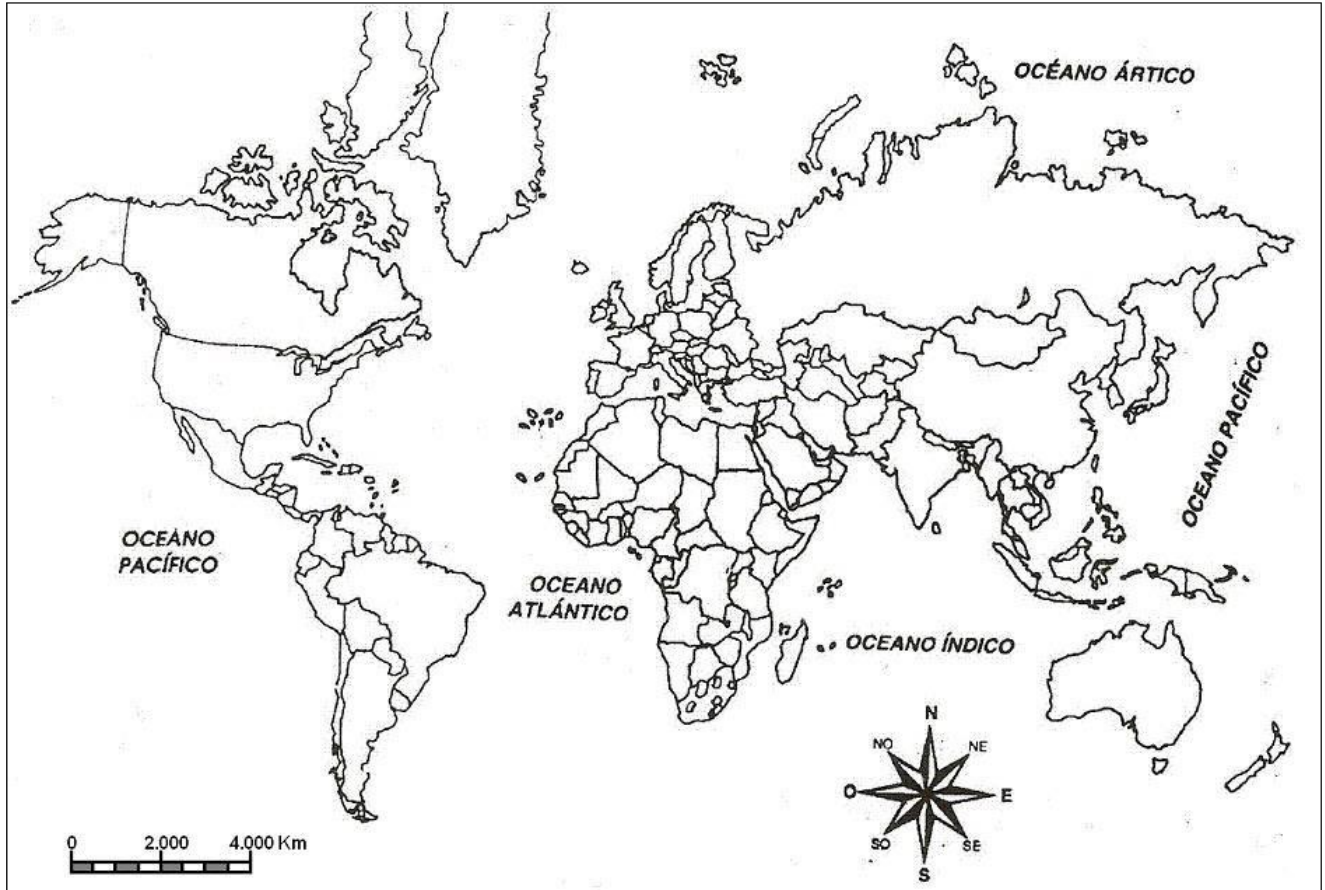 OCÉANO ÁRTICO
OCEANO PACÍFICO
OCEANO
PACÍFICO
OCEANO
ATLÁNTICO
OCEANO ÍNDICO
N
NO
NE
O
E
SO
SE
S
0
2.000
4.000 Km